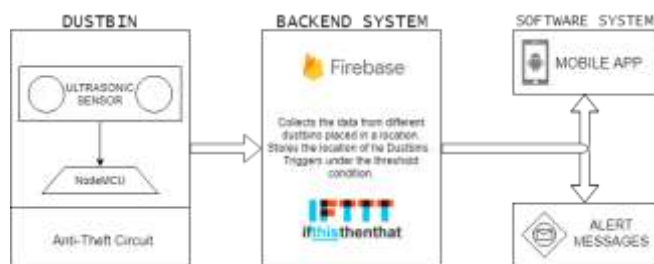 DUSTBIN
ULTRASONIC
SENSOR
NodeMCU
Anti-Theft Circuit
BACKEND SYSTEM
Firebase
Collects the data from different
dustbins placed in a location.
Stores the location of he Dustbins
Triggers under the threshold
condition.
IFTTT
ifthisthenthat
SOFTWARE SYSTEM
MOBILE APP
ALERT
MESSAGES